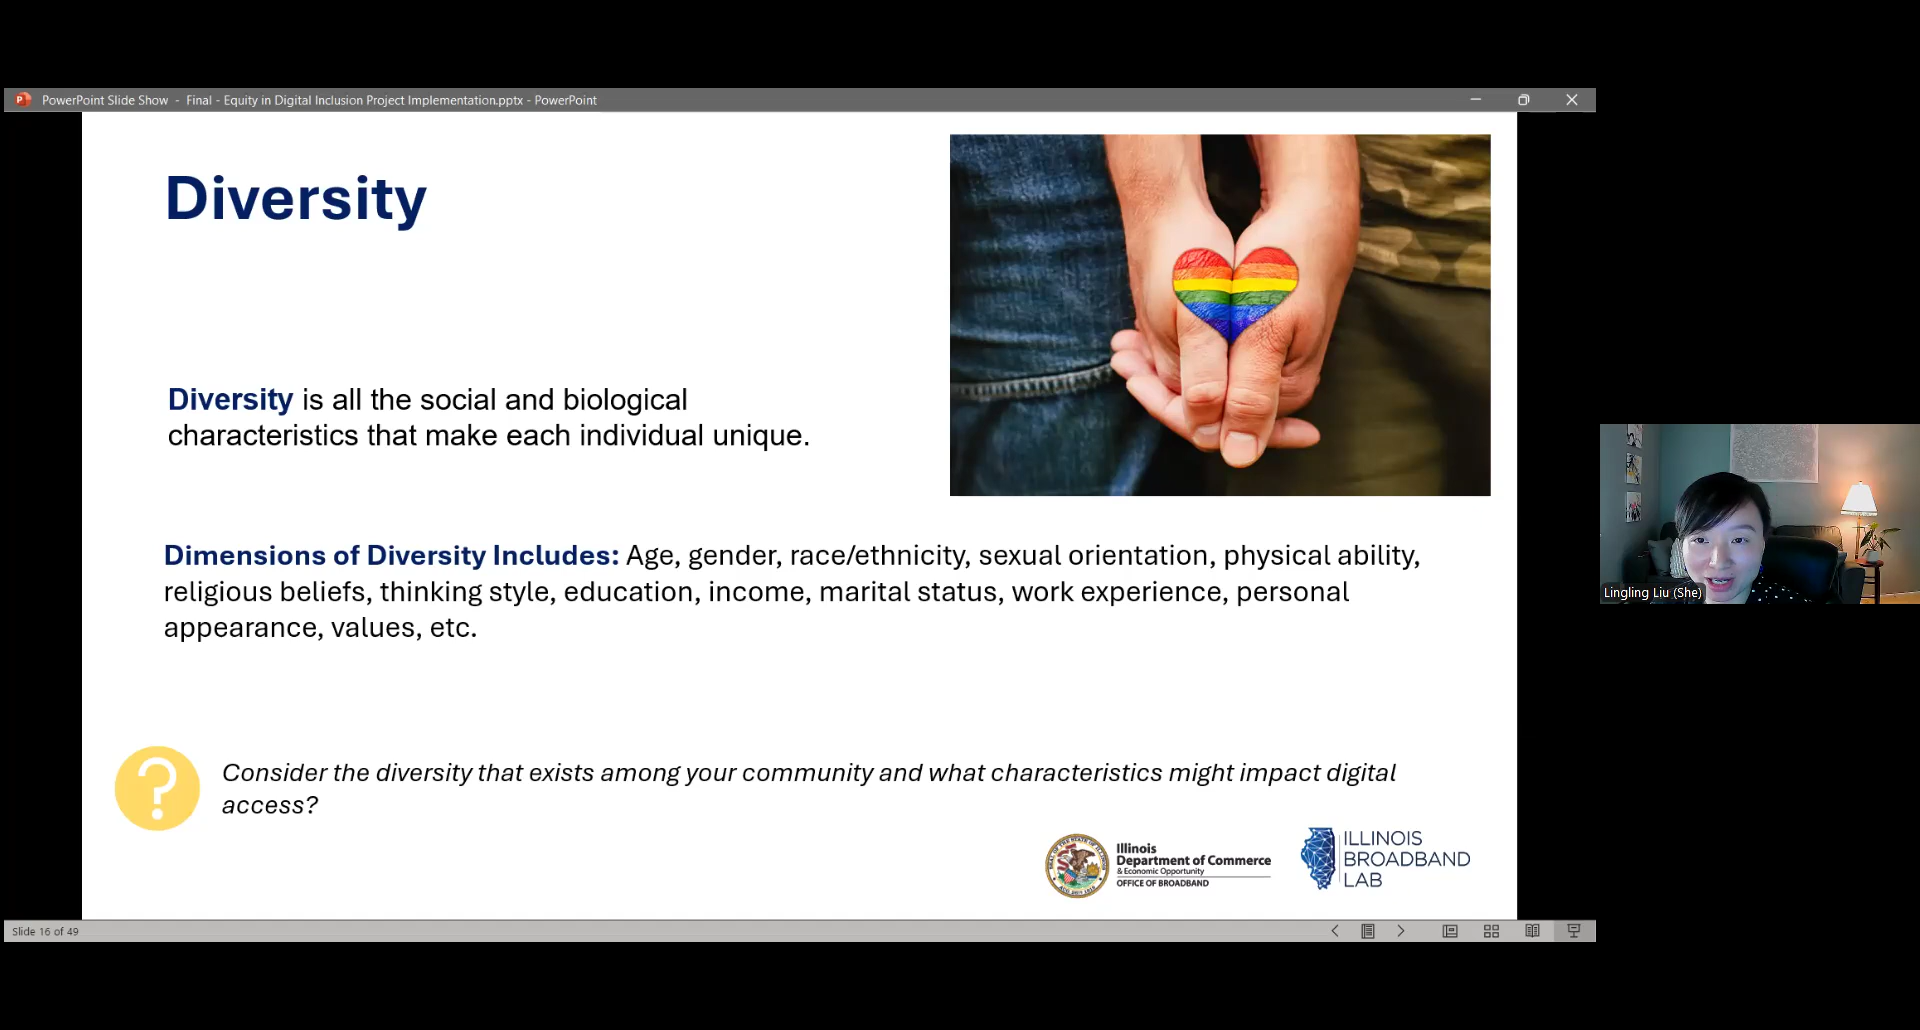 PowerPoint Slide Show - Final - Equity in Digital Inclusion Project Implementation.pptx - PowerPoint
Diversity
Diversity is all the social and biological
characteristics that make each individual unique.
Dimensions of Diversity Includes: Age, gender, race/ethnicity, sexual orientation, physical ability,
religious beliefs, thinking style, education, income, marital status, work experience, personal
appearance, values, etc.
?
Consider the diversity that exists among your community and what characteristics might impact digital
access?
Illinois
Department of Commerce
& Economic Opportunity
OFFICE OF BROADBAND
ILLINOIS
BROADBAND
LAB
Slide 16 of 49
Lingling Liu (She)